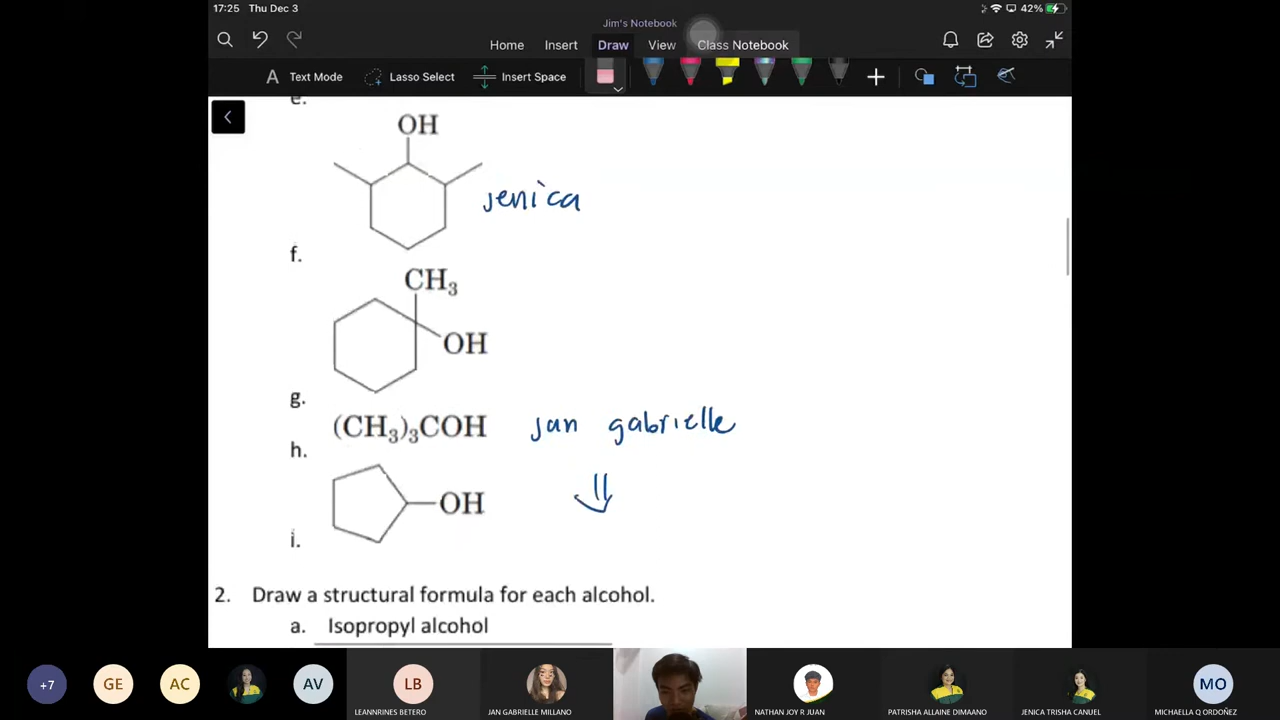 17:25 Thu Dec 3
42%
Jim's Notebook
Home Insert Draw View Class Notebook
Text Mode Lasso Select Insert Space
e.
OH
jenica
f.
CH3
OH
g.
(CH3)3COH jan gabrielle
h.
OH
i.
2. Draw a structural formula for each alcohol.
a. Isopropyl alcohol
+7 GE AC AV LB MO
LEANNRINES BETERO JAN GABRIELLE MILLANO NATHAN JOY R JUAN PATRISHA ALLAINE DIMAANO JENICA TRISHA CANUEL MICHAELLA Q ORDOÑEZ